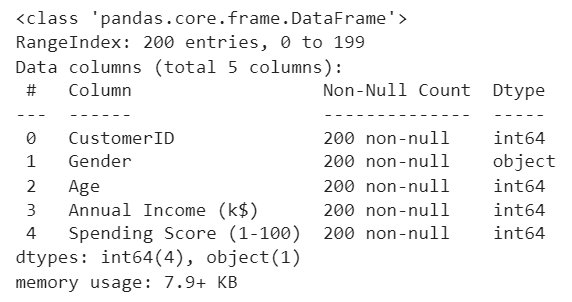 <class 'pandas.core.frame.DataFrame'>
RangeIndex: 200 entries, 0 to 199
Data columns (total 5 columns):
 #   Column                  Non-Null Count  Dtype
---  ------                  --------------  -----
 0   CustomerID              200 non-null    int64
 1   Gender                  200 non-null    object
 2   Age                     200 non-null    int64
 3   Annual Income (k$)      200 non-null    int64
 4   Spending Score (1-100)  200 non-null    int64
dtypes: int64(4), object(1)
memory usage: 7.9+ KB